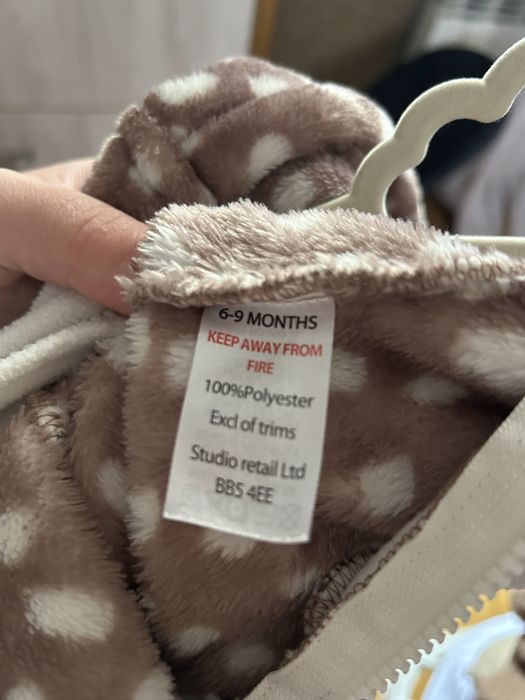 6-9 MONTHS
KEEP AWAY FROM
FIRE
100%Polyester
Excl of trims
Studio retail Ltd
BB5 4EE